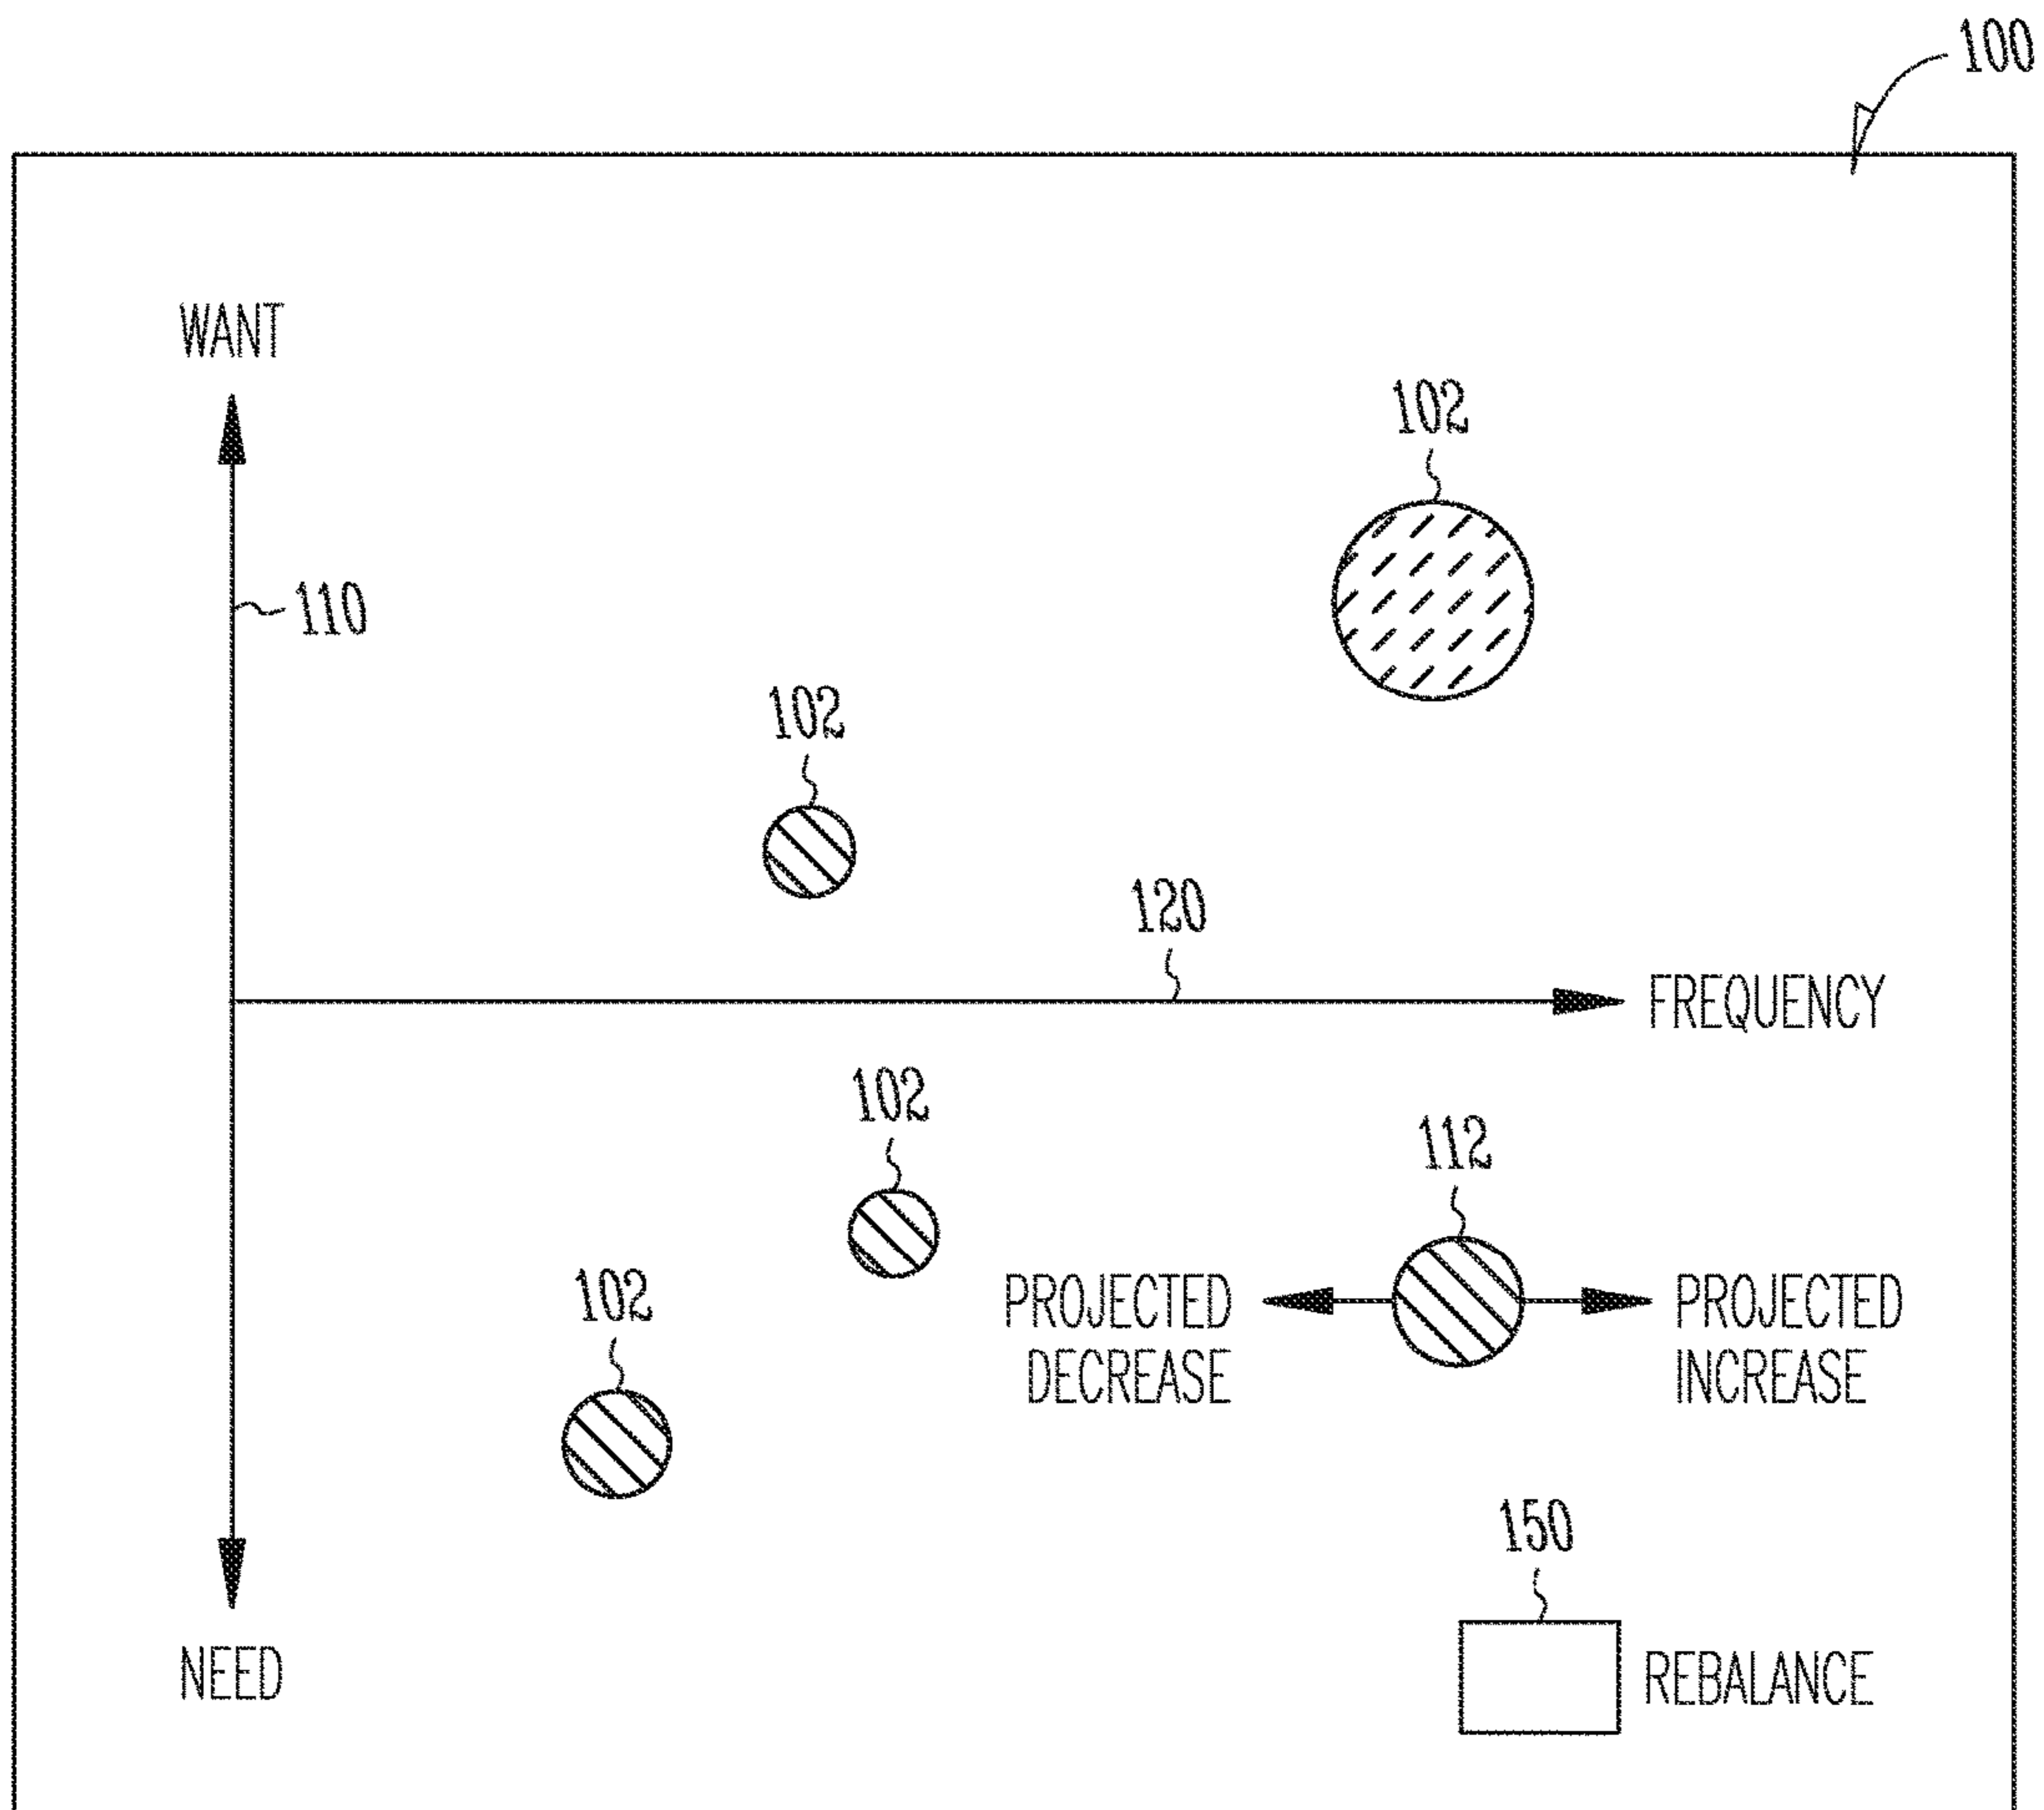 100
WANT
102
110
102
120
FREQUENCY
102
112
102
PROJECTED
DECREASE
PROJECTED
INCREASE
150
NEED
REBALANCE